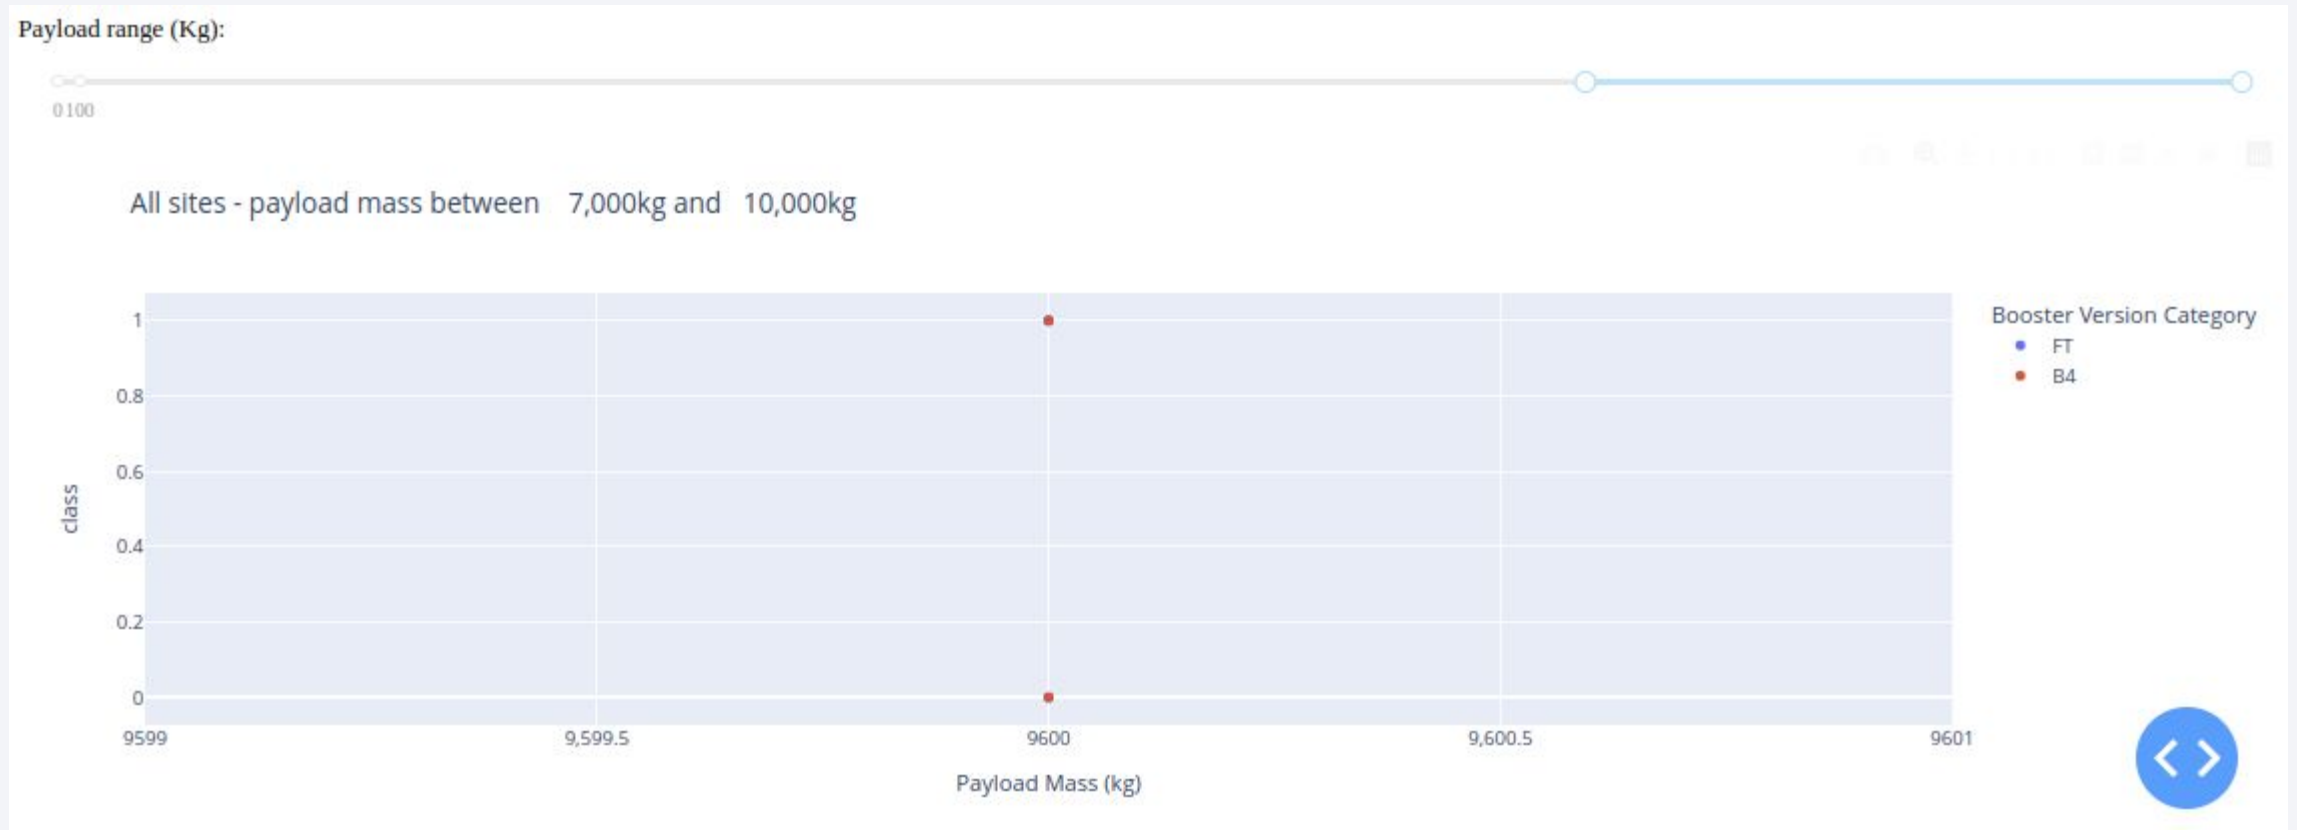 Payload range (Kg):
0 100
All sites - payload mass between 7,000kg and 10,000kg
1
0.8
0.6
0.4
0.2
0
class
9599 9,599.5 9600 9,600.5 9601
Payload Mass (kg)
Booster Version Category
FT
B4